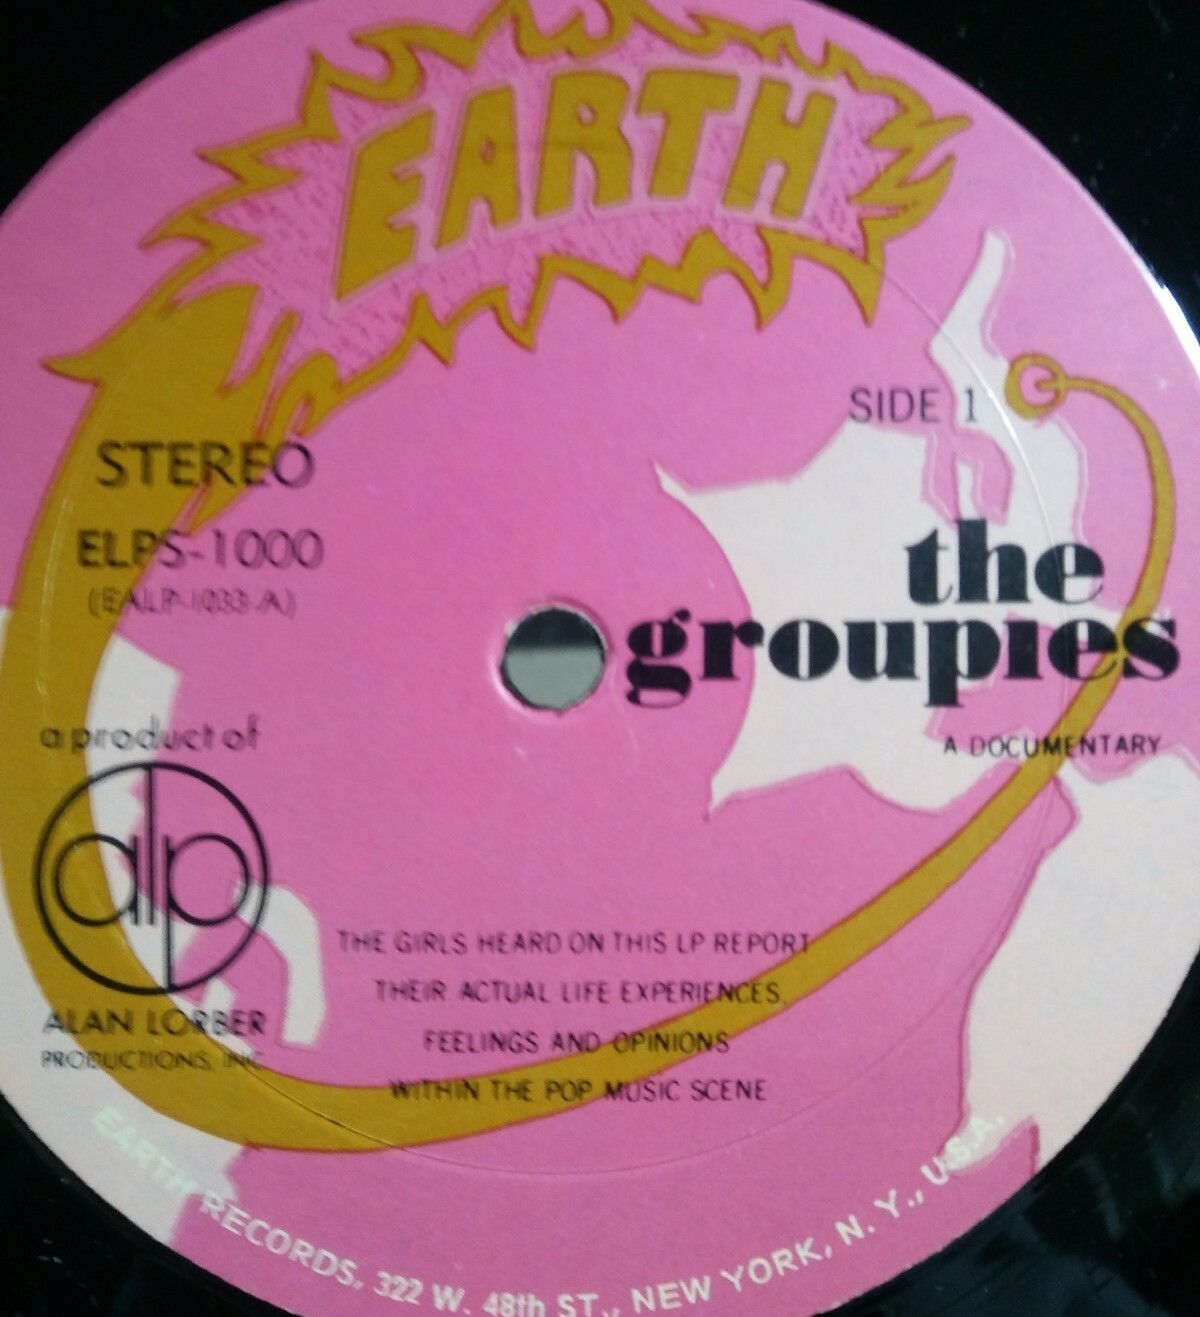 EARTH
SIDE 1
STEREO
ELPS-1000
(EALP-1033-A)
the
groupies
A DOCUMENTARY
a product of
alp
ALAN LORBER
PRODUCTIONS, INC
THE GIRLS HEARD ON THIS LP REPORT
THEIR ACTUAL LIFE EXPERIENCES,
FEELINGS AND OPINIONS
WITHIN THE POP MUSIC SCENE
EARTH RECORDS, 322 W. 48th ST., NEW YORK, N. Y., U.S.A.